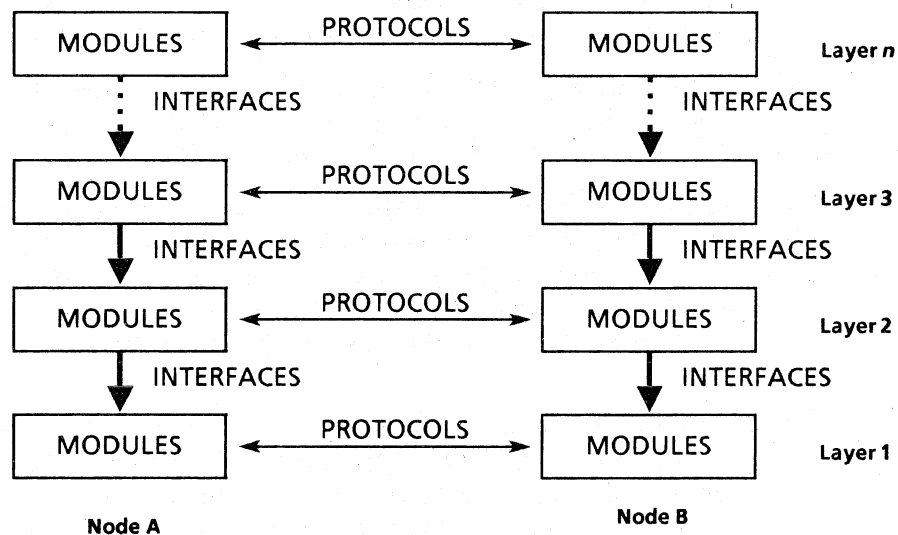 MODULES PROTOCOLS MODULES Layer n
INTERFACES INTERFACES
MODULES PROTOCOLS MODULES Layer 3
INTERFACES INTERFACES
MODULES PROTOCOLS MODULES Layer 2
INTERFACES INTERFACES
MODULES PROTOCOLS MODULES Layer 1
Node A Node B